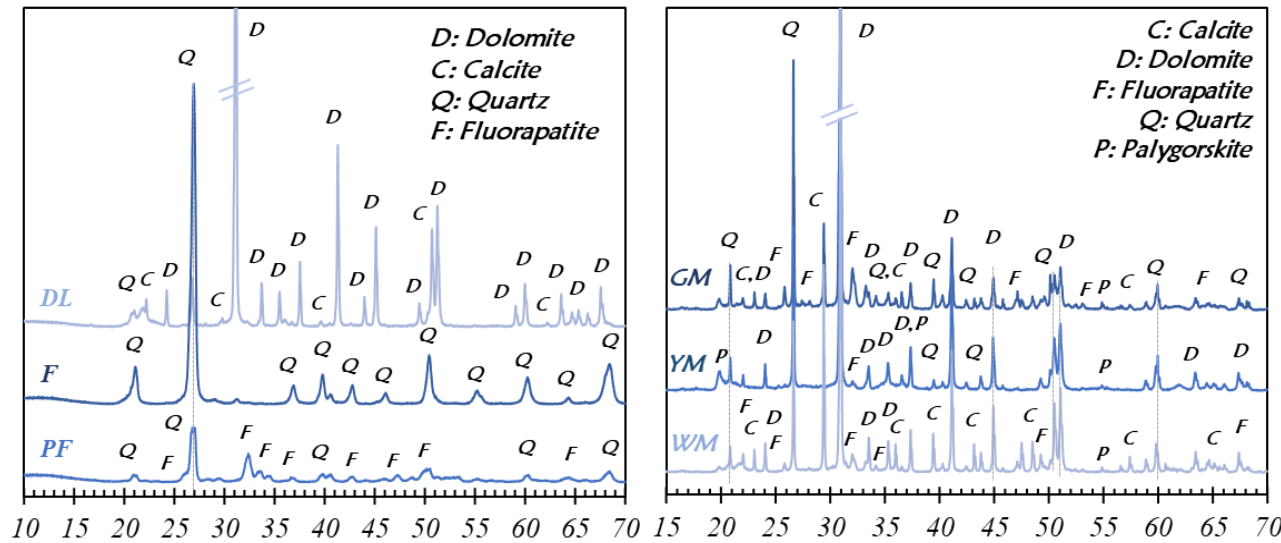 D: Dolomite
C: Calcite
Q: Quartz
F: Fluorapatite
Q
D
Q C D
C
D D D
C
D
D
D
D
C
D
D
D
C
D
D
D
DL
Q
Q
Q
Q
Q
Q
Q
Q
Q
Q
F
Q
F
Q
F
F
F
Q
F
F
F
Q
F
Q
PF
10 15 20 25 30 35 40 45 50 55 60 65 70
C: Calcite
D: Dolomite
F: Fluorapatite
Q: Quartz
P: Palygorskite
Q
D
Q
C,D
F
F
C
F
D
Q,C
D
Q
D
Q
D
F
Q
D
F
P
C
Q
F
Q
GM
P
D
F
D
D
D,P
Q
Q
P
D
D
YM
F
C
D
F
F
D
F
D
C
C
C
C
F
P
C
C
F
WM
10 15 20 25 30 35 40 45 50 55 60 65 70